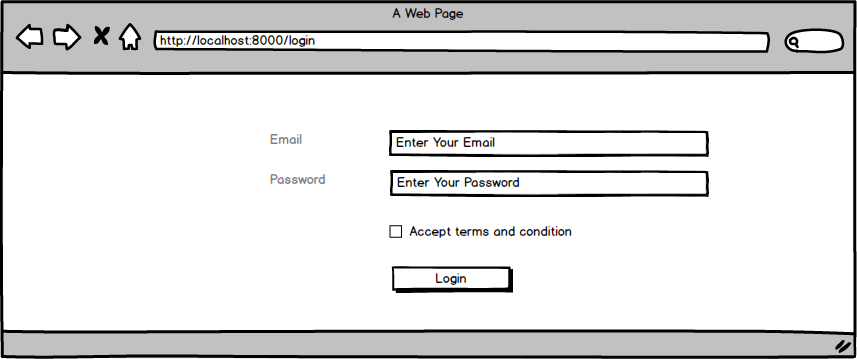 A Web Page
http://localhost:8000/login
Email
Enter Your Email
Password
Enter Your Password
Accept terms and condition
Login